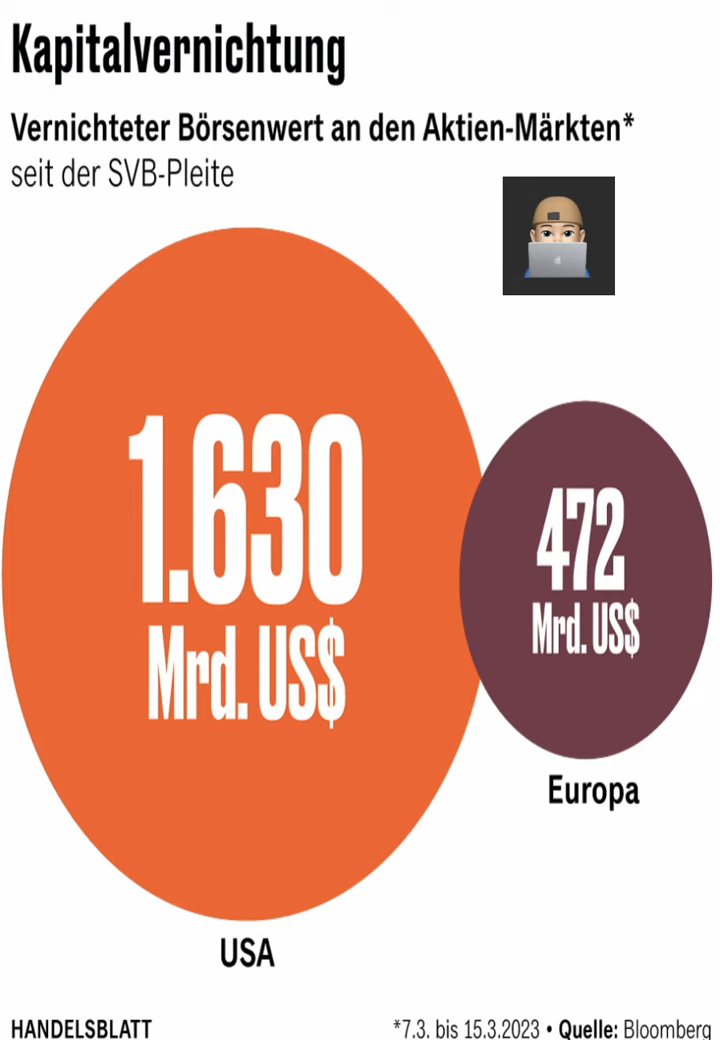 Kapitalvernichtung
Vernichteter Börsenwert an den Aktien-Märkten*
seit der SVB-Pleite
1.630
Mrd. US$
472
Mrd. US$
Europa
USA
HANDELSBLATT
*7.3. bis 15.3.2023 • Quelle: Bloomberg